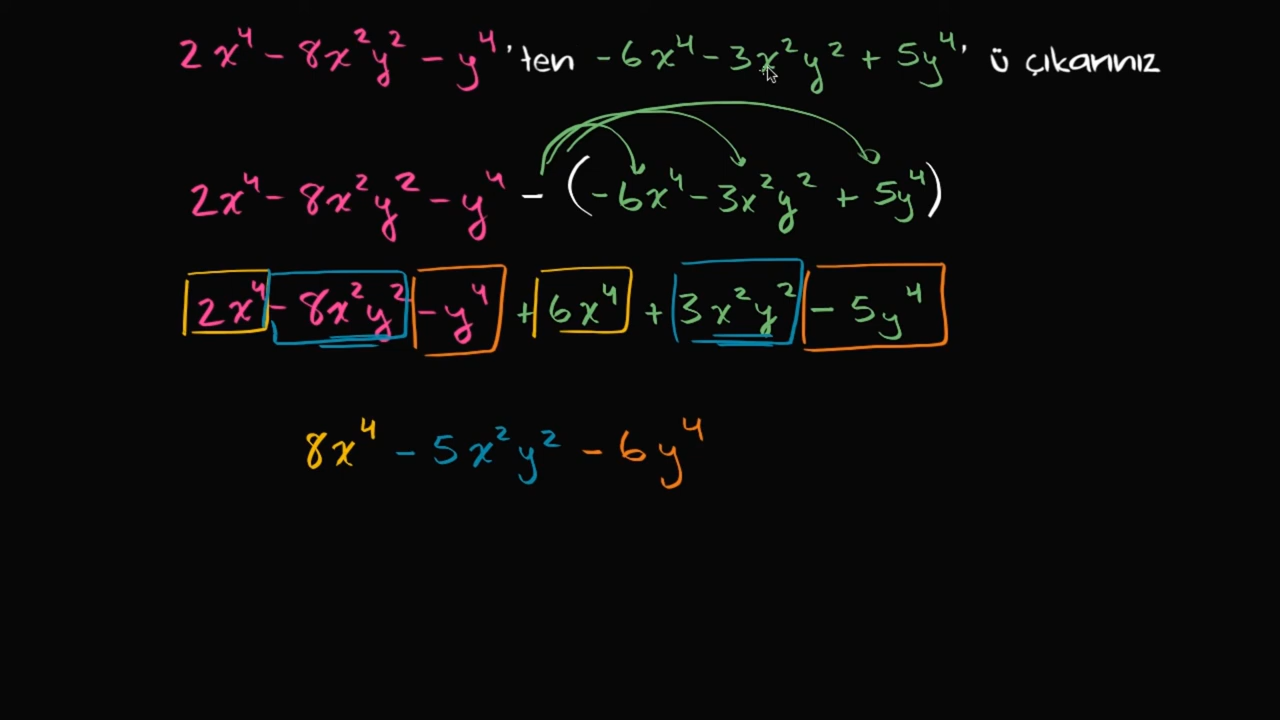 2x⁴ - 8x²y² - y⁴ 'ten -6x⁴ - 3x²y² + 5y⁴' ü çıkarınız
2x⁴ - 8x²y² - y⁴ - (-6x⁴ - 3x²y² + 5y⁴)
2x⁴ - 8x²y² - y⁴ + 6x⁴ + 3x²y² - 5y⁴
8x⁴ - 5x²y² - 6y⁴